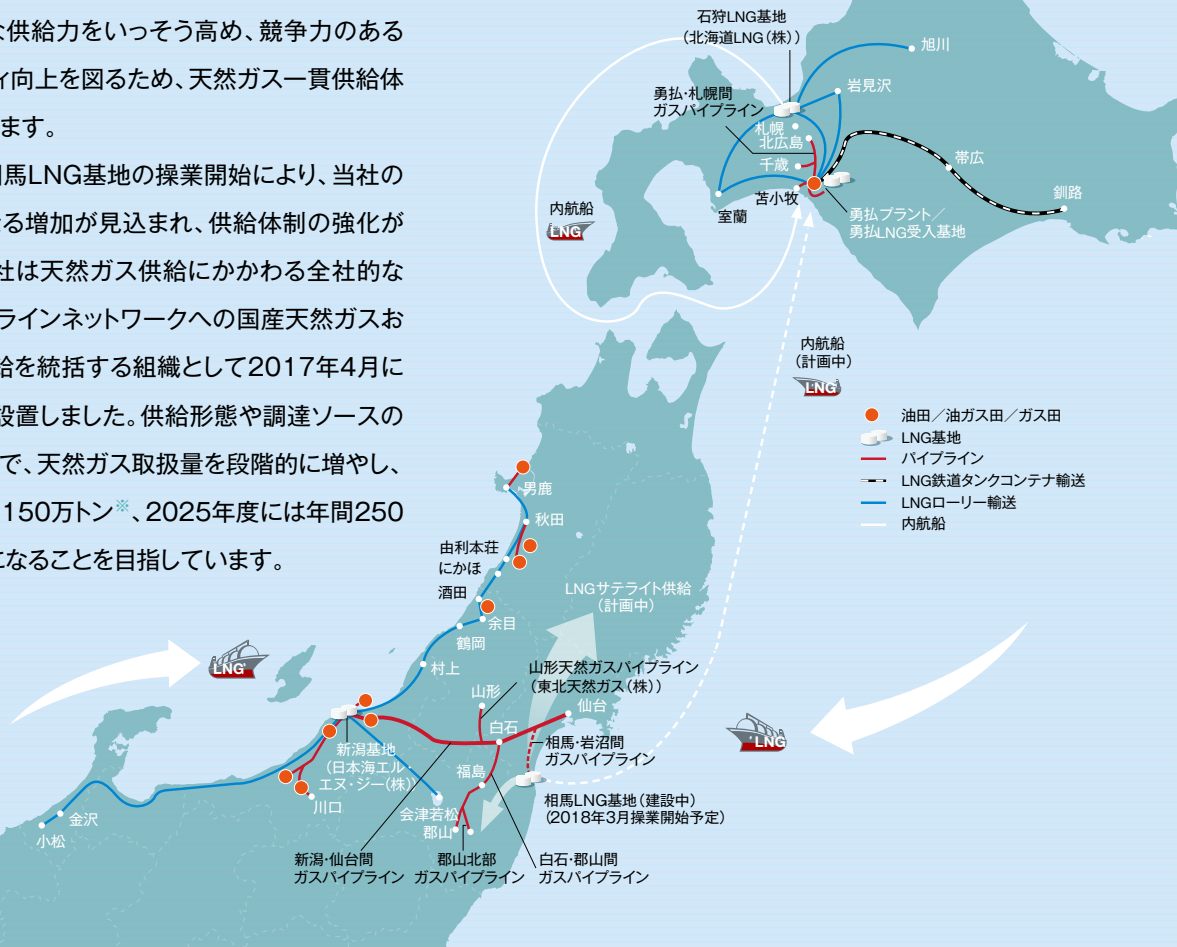 な供給力をいっそう高め、競争力のある
ィ向上を図るため、天然ガス一貫供給体
ます。
馬LNG基地の操業開始により、当社の
る増加が見込まれ、供給体制の強化が
社は天然ガス供給にかかわる全社的な
ラインネットワークへの国産天然ガスお
給を統括する組織として2017年4月に
設置しました。供給形態や調達ソースの
で、天然ガス取扱量を段階的に増やし、
150万トン※、2025年度には年間250
になることを目指しています。
石狩LNG基地
（北海道LNG（株））
旭川
岩見沢
勇払・札幌間
ガスパイプライン
札幌
北広島
千歳
帯広
釧路
苫小牧
室蘭
勇払プラント／
勇払LNG受入基地
内航船
LNG
内航船
（計画中）
LNG
油田／油ガス田／ガス田
LNG基地
パイプライン
LNG鉄道タンクコンテナ輸送
LNGローリー輸送
内航船
男鹿
秋田
由利本荘
にかほ
酒田
余目
鶴岡
村上
LNGサテライト供給
（計画中）
LNG
山形天然ガスパイプライン
（東北天然ガス（株））
山形
仙台
白石
相馬・岩沼間
ガスパイプライン
LNG
新潟基地
（日本海エル・
エヌ・ジー（株））
福島
相馬LNG基地（建設中）
（2018年3月操業開始予定）
川口
会津若松
郡山
金沢
小松
新潟・仙台間
ガスパイプライン
郡山北部
ガスパイプライン
白石・郡山間
ガスパイプライン